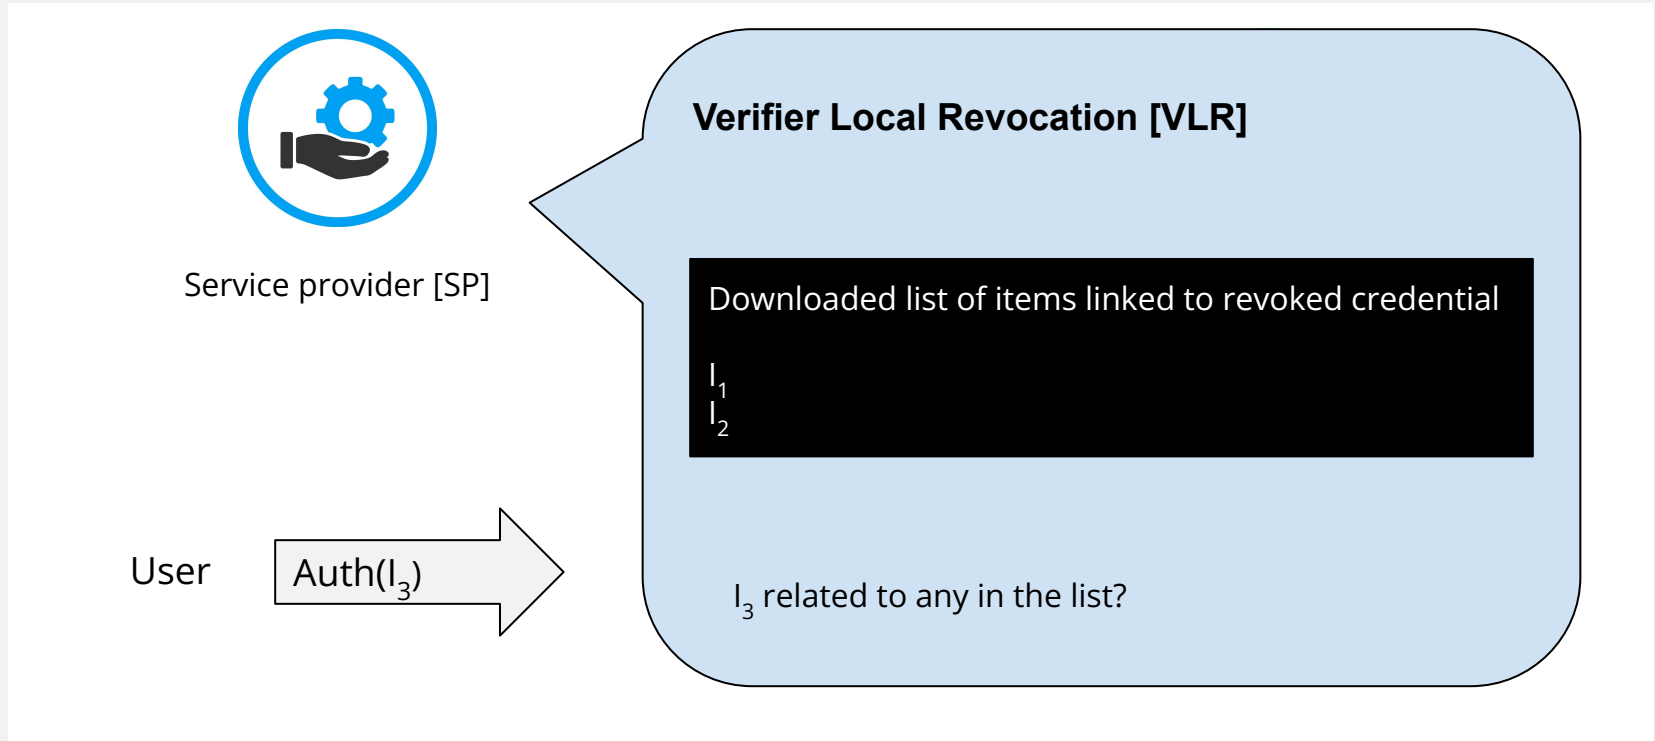 Verifier Local Revocation [VLR]
Service provider [SP]
Downloaded list of items linked to revoked credential
I₁
I₂
User
Auth(I₃)
I₃ related to any in the list?